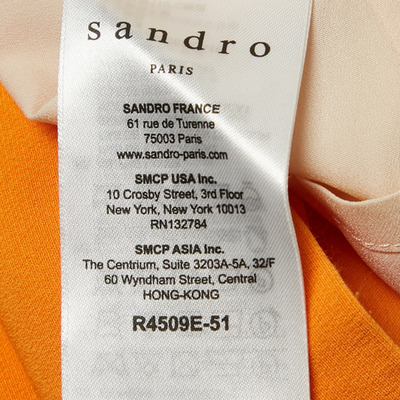 sandro
PARIS
SANDRO FRANCE
61 rue de Turenne
75003 Paris
www.sandro-paris.com
SMCP USA Inc.
10 Crosby Street, 3rd Floor
New York, New York 10013
RN132784
SMCP ASIA Inc.
The Centrium, Suite 3203A-5A, 32/F
60 Wyndham Street, Central
HONG-KONG
R4509E-51